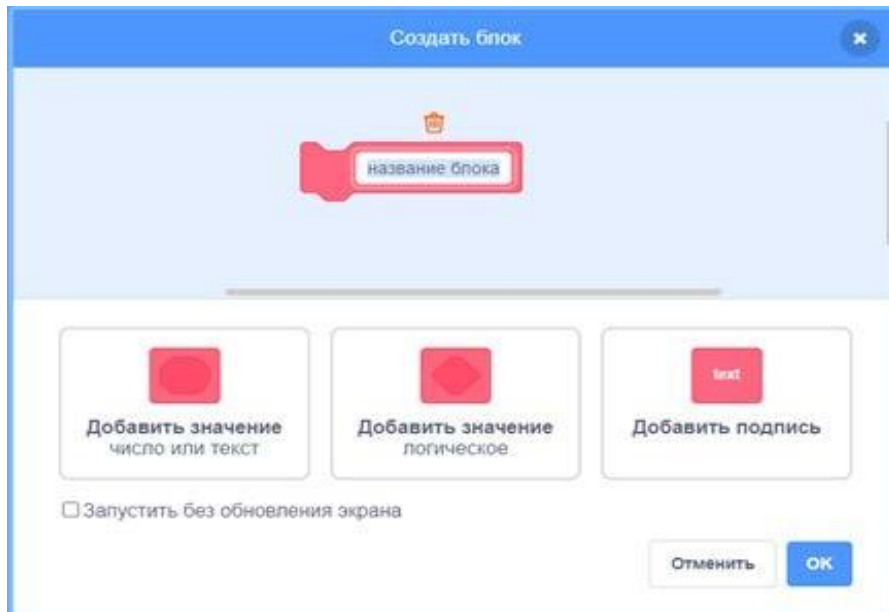 Создать блок
название блока
text
Добавить значение
число или текст
Добавить значение
логическое
Добавить подпись
Запустить без обновления экрана
Отменить
ОК